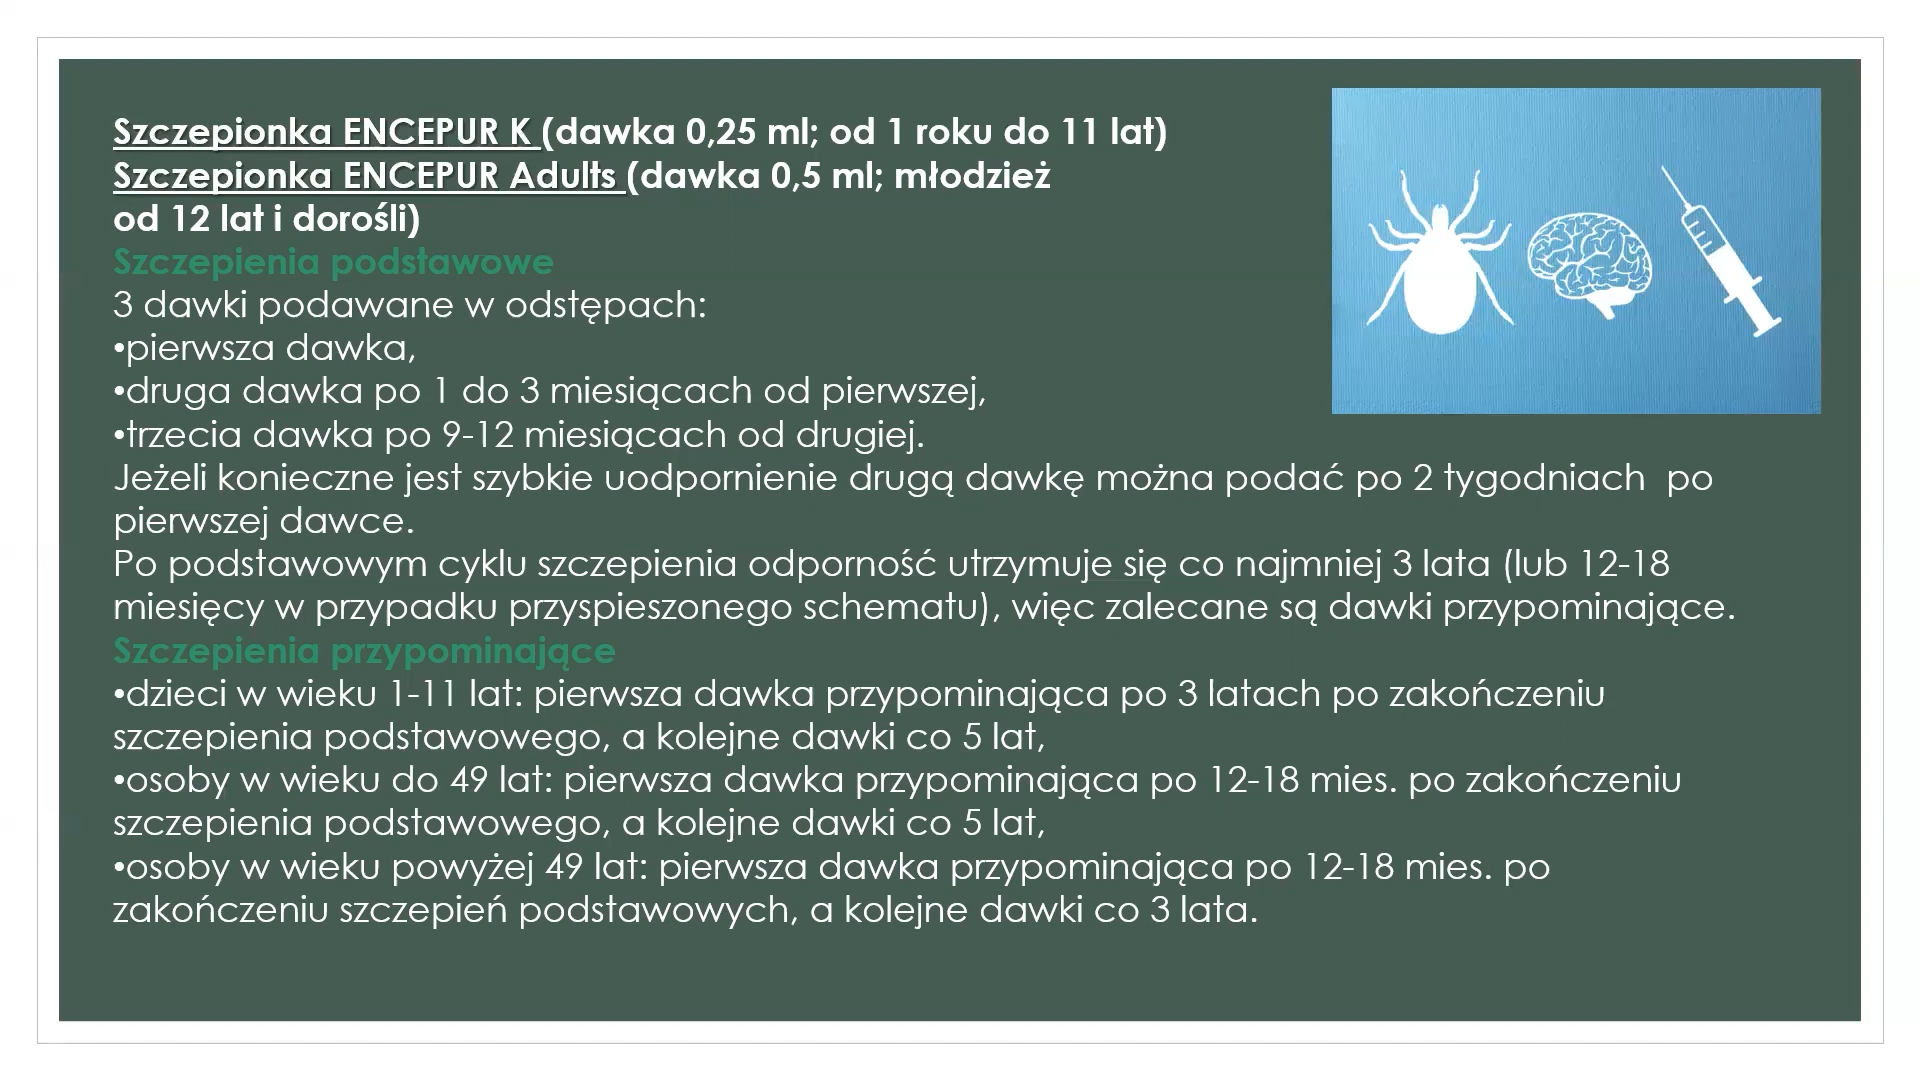 Szczepionka ENCEPUR K (dawka 0,25 ml; od 1 roku do 11 lat)
Szczepionka ENCEPUR Adults (dawka 0,5 ml; młodzież
od 12 lat i dorośli)
Szczepienia podstawowe
3 dawki podawane w odstępach:
•pierwsza dawka,
•druga dawka po 1 do 3 miesiącach od pierwszej,
•trzecia dawka po 9-12 miesiącach od drugiej.
Jeżeli konieczne jest szybkie uodpornienie drugą dawkę można podać po 2 tygodniach  po
pierwszej dawce.
Po podstawowym cyklu szczepienia odporność utrzymuje się co najmniej 3 lata (lub 12-18
miesięcy w przypadku przyspieszonego schematu), więc zalecane są dawki przypominające.
Szczepienia przypominające
•dzieci w wieku 1-11 lat: pierwsza dawka przypominająca po 3 latach po zakończeniu
szczepienia podstawowego, a kolejne dawki co 5 lat,
•osoby w wieku do 49 lat: pierwsza dawka przypominająca po 12-18 mies. po zakończeniu
szczepienia podstawowego, a kolejne dawki co 5 lat,
•osoby w wieku powyżej 49 lat: pierwsza dawka przypominająca po 12-18 mies. po
zakończeniu szczepień podstawowych, a kolejne dawki co 3 lata.